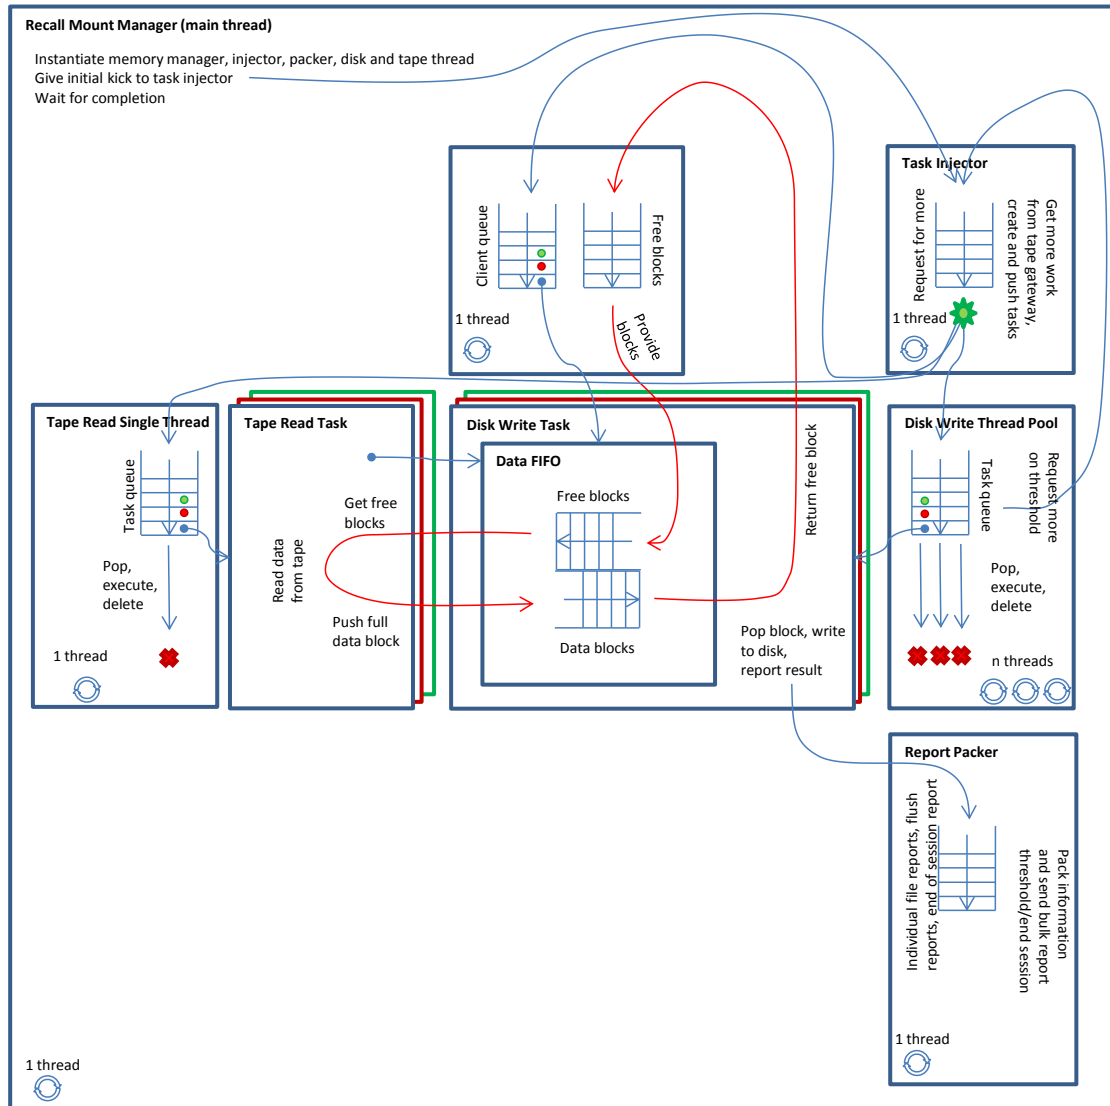 Recall Mount Manager (main thread)
Instantiate memory manager, injector, packer, disk and tape thread
Give initial kick to task injector
Wait for completion
Client queue
Free blocks
1 thread
Provide
blocks
Task Injector
Request for more
Get more work
from tape gateway,
create and push tasks
1 thread
Tape Read Single Thread
Task queue
Pop,
execute,
delete
1 thread
Tape Read Task
Get free
blocks
Read data
from tape
Push full
data block
Disk Write Task
Data FIFO
Free blocks
Data blocks
Return free block
Pop block, write
to disk,
report result
Disk Write Thread Pool
Task queue
Request more
on threshold
Pop,
execute,
delete
n threads
Report Packer
Individual file reports, flush
reports, end of session report
Pack information
and send bulk report
threshold/end session
1 thread
1 thread